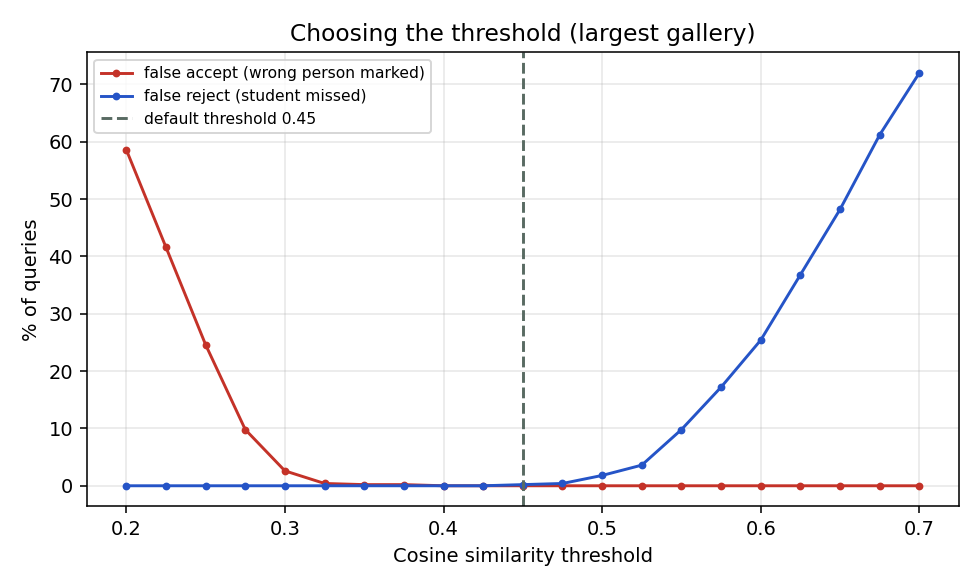 Choosing the threshold (largest gallery)
false accept (wrong person marked)
false reject (student missed)
default threshold 0.45
% of queries
70
60
50
40
30
20
10
0
0.2 0.3 0.4 0.5 0.6 0.7
Cosine similarity threshold